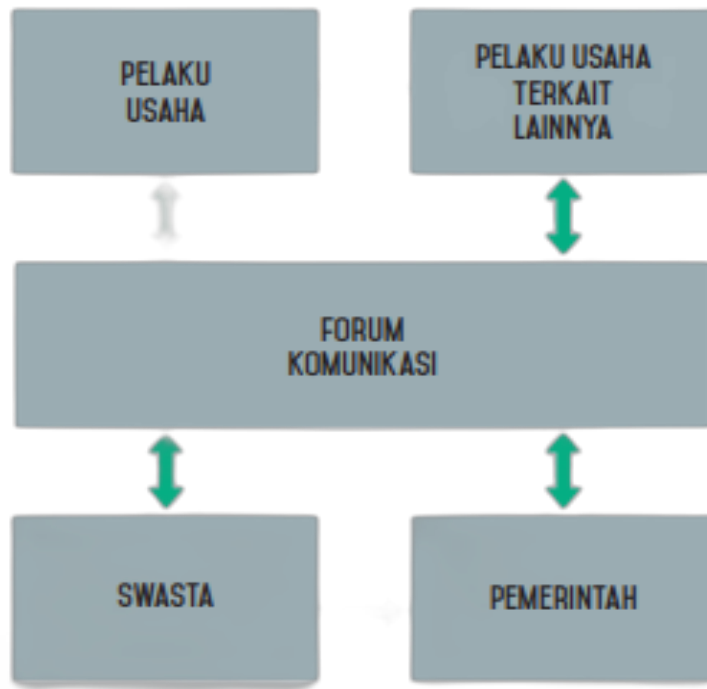 PELAKU
USAHA
PELAKU USAHA
TERKAIT
LAINNYA
FORUM
KOMUNIKASI
SWASTA
PEMERINTAH